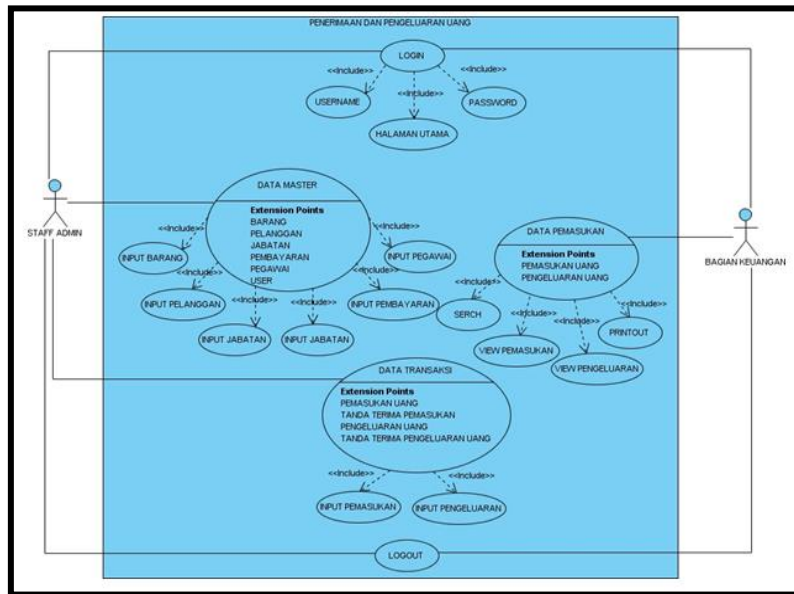 PENERIMAAN DAN PENGELUARAN UANG
LOGIN
<<Include>>
<<Include>>
<<Include>>
USERNAME
PASSWORD
HALAMAN UTAMA
STAFF ADMIN
DATA MASTER
Extension Points
BARANG
PELANGGAN
JABATAN
PEMBAYARAN
PEGAWAI
USER
<<Include>>
<<Include>>
<<Include>>
<<Include>>
<<Include>>
<<Include>>
INPUT BARANG
INPUT PEGAWAI
INPUT PELANGGAN
INPUT PEMBAYARAN
INPUT JABATAN
INPUT JABATAN
DATA PEMASUKAN
Extension Points
PEMASUKAN UANG
PENGELUARAN UANG
BAGIAN KEUANGAN
<<Include>>
<<Include>>
<<Include>>
<<Include>>
SERCH
PRINTOUT
VIEW PEMASUKAN
VIEW PENGELUARAN
DATA TRANSAKSI
Extension Points
PEMASUKAN UANG
TANDA TERIMA PEMASUKAN
PENGELUARAN UANG
TANDA TERIMA PENGELUARAN UANG
<<Include>>
<<Include>>
INPUT PEMASUKAN
INPUT PENGELUARAN
LOGOUT